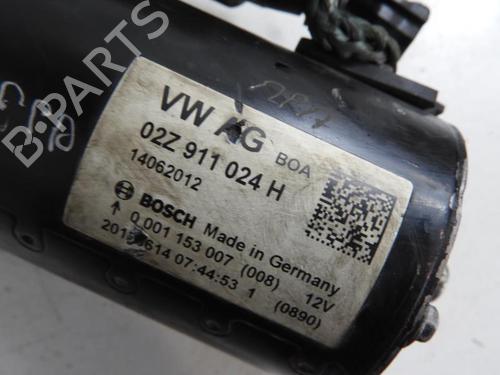 VW AG BOA
02Z 911 024 H
14062012
BOSCH Made in Germany
0 001 153 007 (008) 12V
07:44:53 1 (0890)
B-PARTS